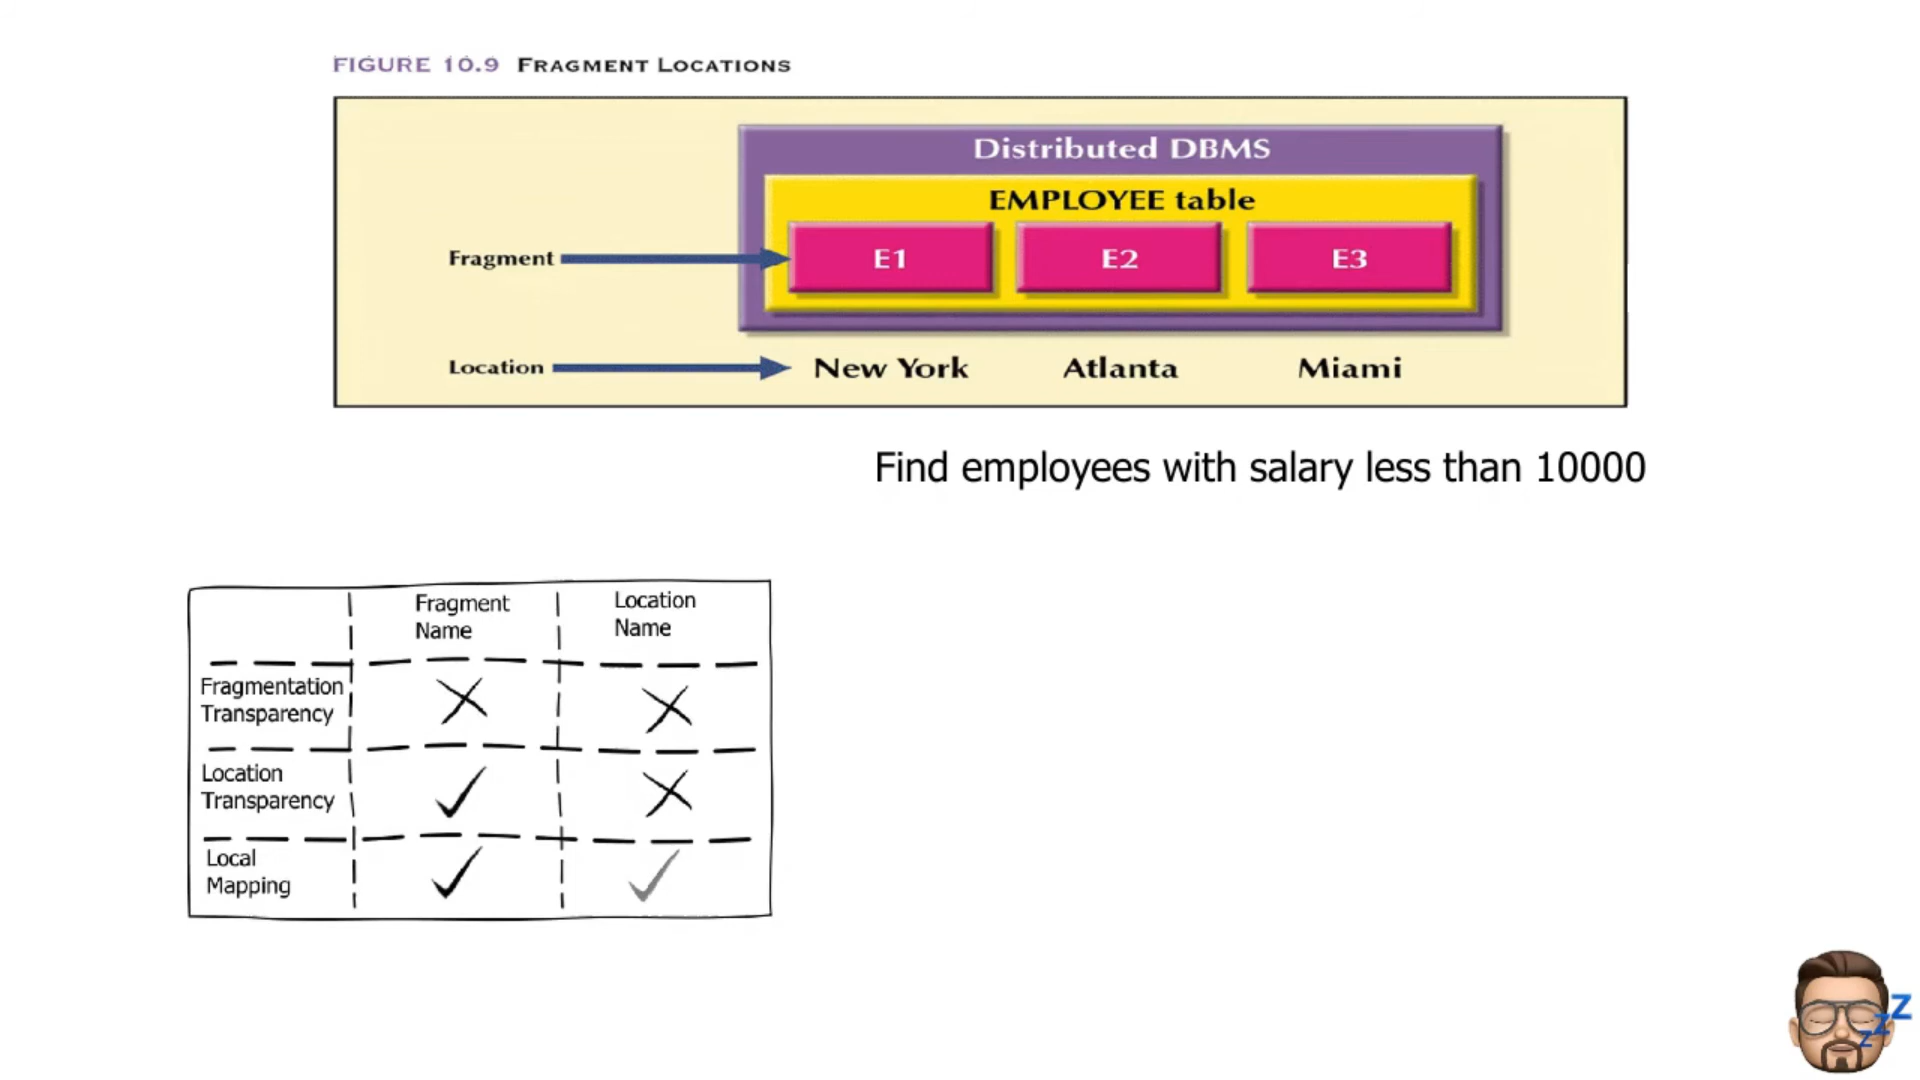 FIGURE 10.9 FRAGMENT LOCATIONS
Distributed DBMS
EMPLOYEE table
Fragment
E1 E2 E3
Location
New York Atlanta Miami
Find employees with salary less than 10000
Fragment
Name
Location
Name
Fragmentation
Transparency
Location
Transparency
Local
Mapping
z z Z